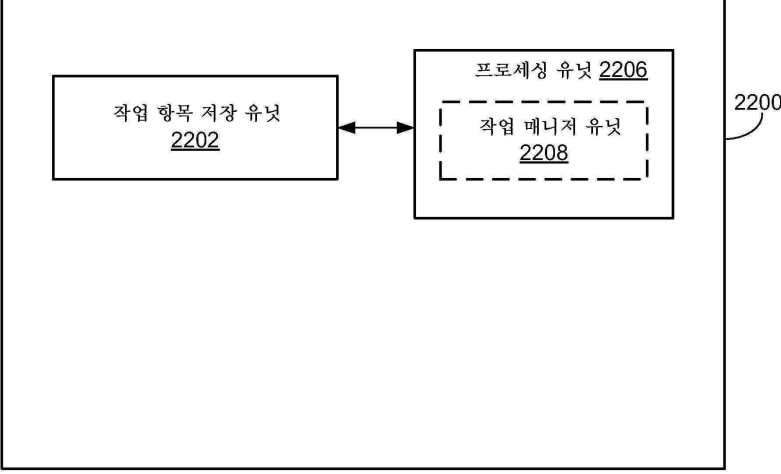 프로세싱 유닛 2206
작업 항목 저장 유닛
2202
작업 매니저 유닛
2208
2200